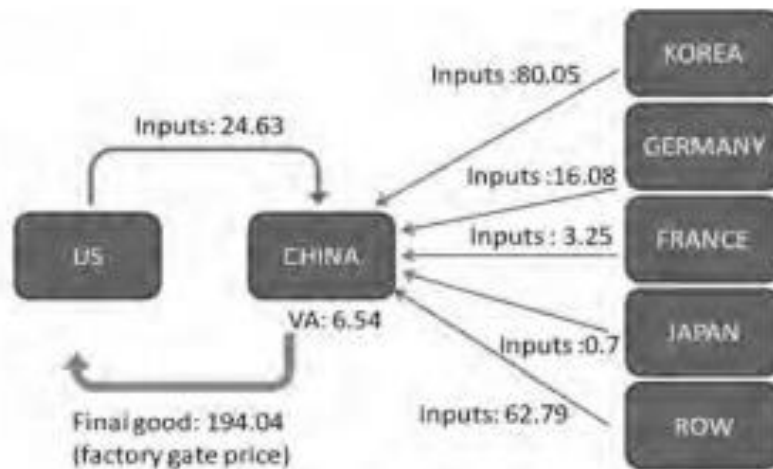 KOREA
Inputs :80.05
Inputs: 24.63
GERMANY
Inputs :16.08
US
CHINA
Inputs : 3.25
FRANCE
VA: 6.54
JAPAN
Inputs :0.7
Final good: 194.04
(factory gate price)
Inputs: 62.79
ROW